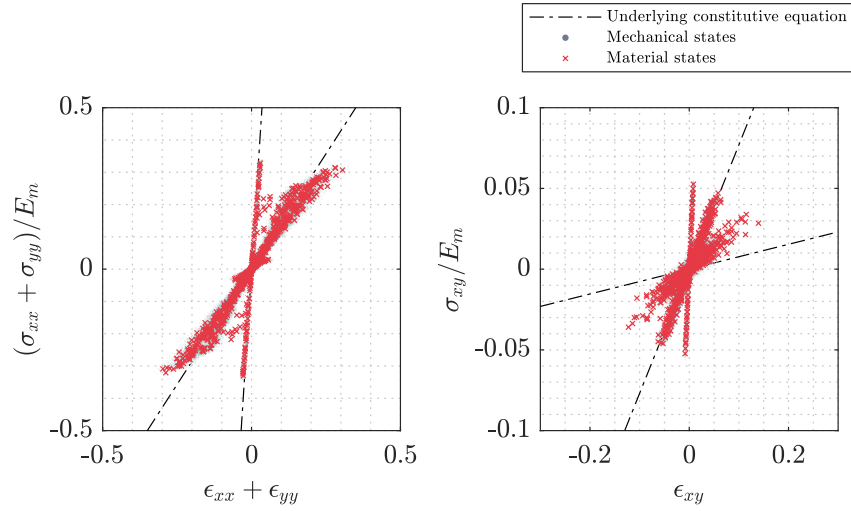 Underlying constitutive equation
Mechanical states
Material states
0.5
0
-0.5
-0.5
0
0.5
(σxx + σyy)/Em
ϵxx + ϵyy
0.1
0.05
0
-0.05
-0.1
-0.2
0
0.2
σxy/Em
ϵxy